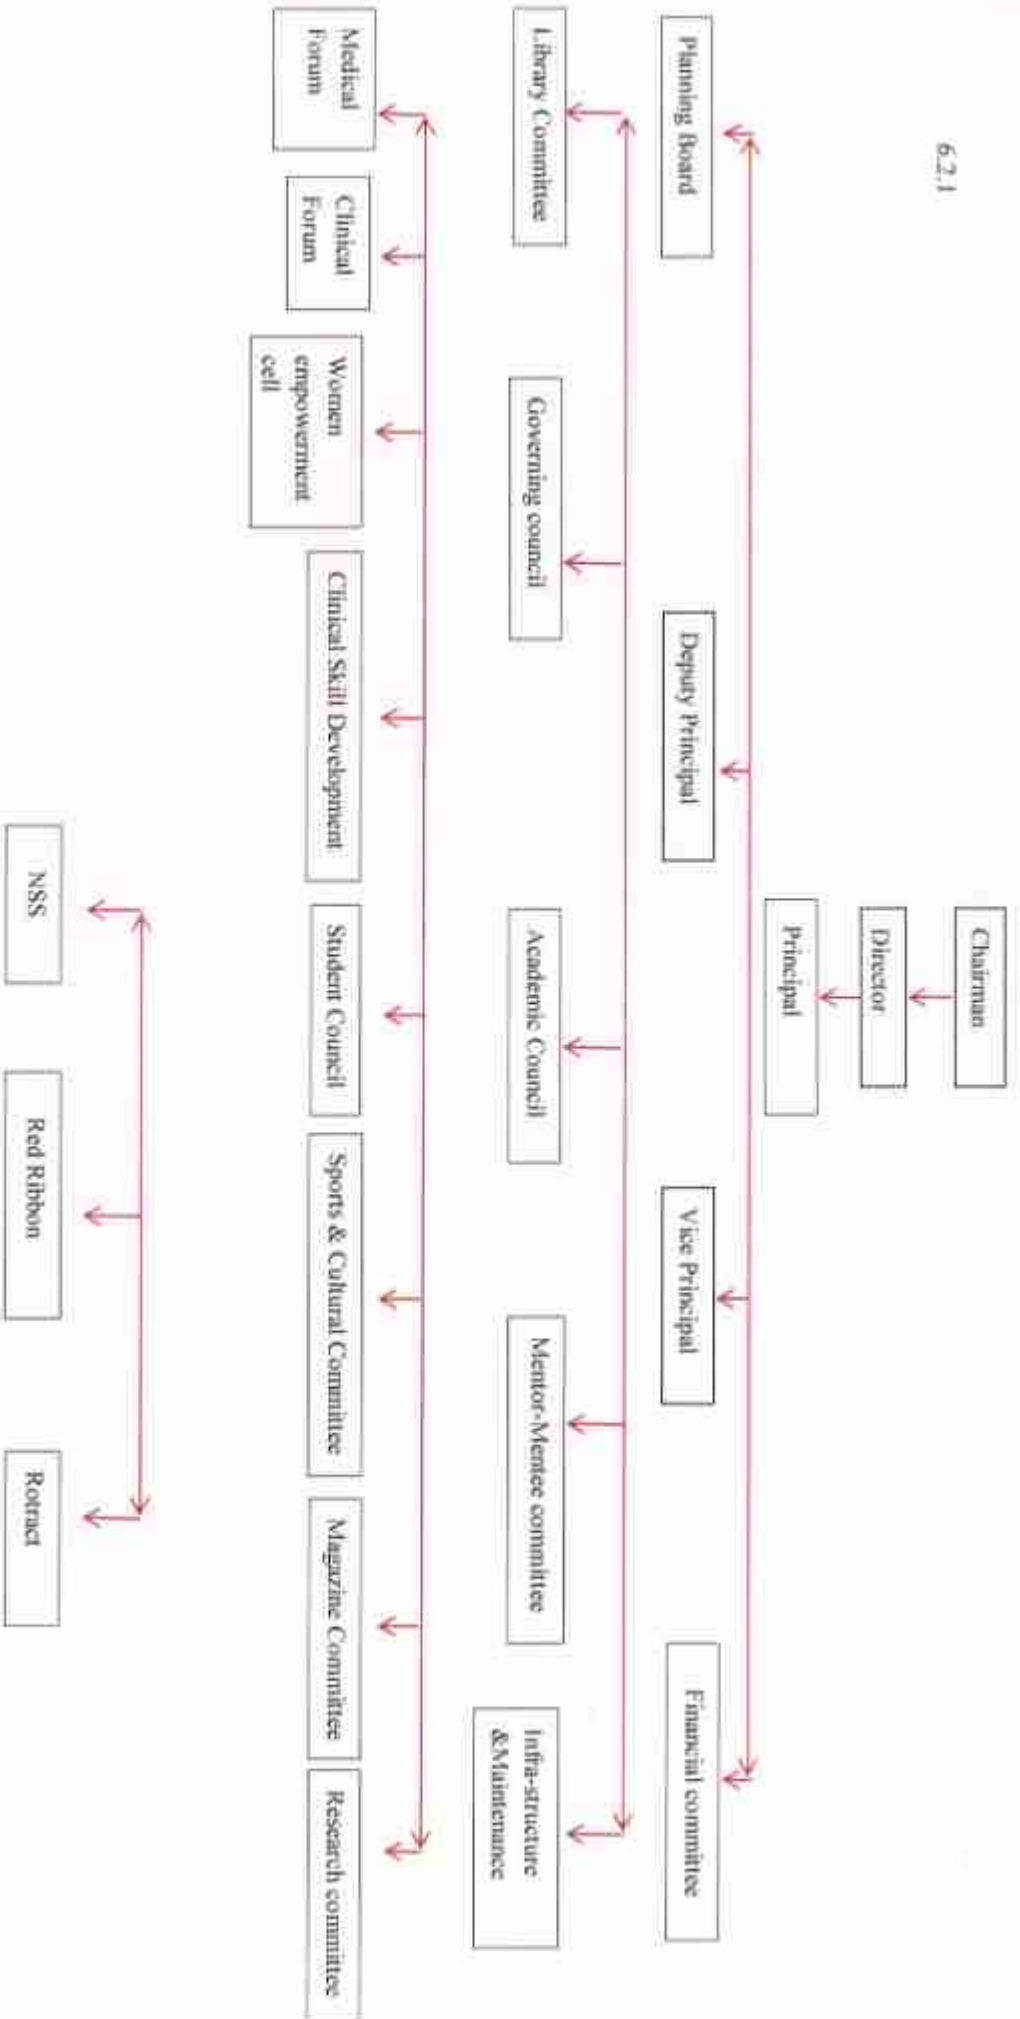 6.2.1
Chairman
Director
Principal
Planning Board
Deputy Principal
Vice Principal
Financial committee
Library Committee
Governing council
Academic Council
Mentor-Mentee committee
Infra-structure
&Maintenance
Medical
Forum
Clinical
Forum
Women
empowerment
cell
Clinical Skill Development
Student Council
Sports & Cultural Committee
Magazine Committee
Research committee
NSS
Red Ribbon
Rotract